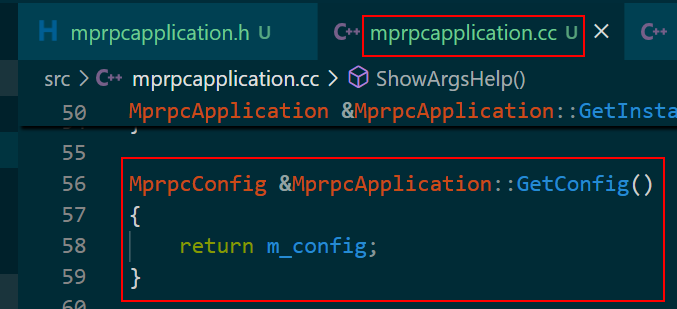 H mprpcapplication.h U C++ mprpcapplication.cc U × C++
src > C++ mprpcapplication.cc > ShowArgsHelp()
50 MprpcApplication &MprpcApplication::GetInsta
55
56 MprpcConfig &MprpcApplication::GetConfig()
57 {
58 return m_config;
59 }